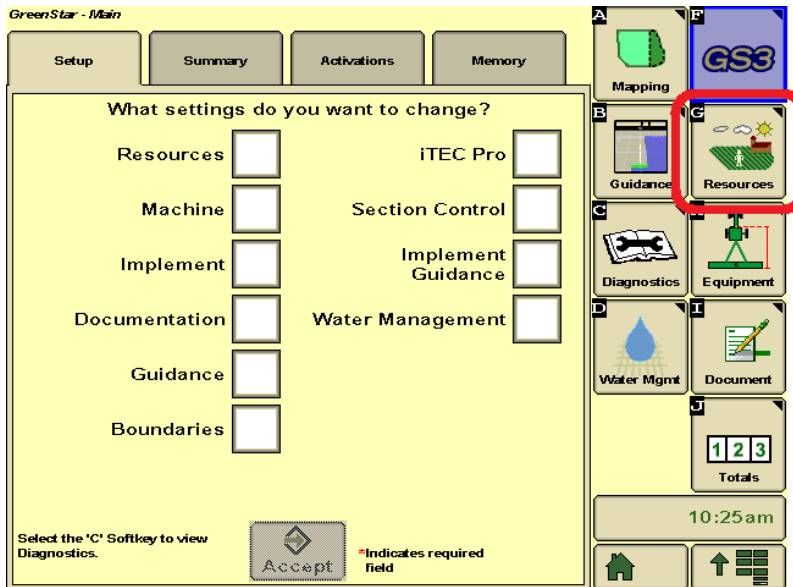 GreenStar - Main
Setup
Summary
Activations
Memory
What settings do you want to change?
Resources
iTEC Pro
Machine
Section Control
Implement
Implement
Guidance
Documentation
Water Management
Guidance
Boundaries
Select the 'C' Softkey to view
Diagnostics.
Accept
*Indicates required
field
A
Mapping
F
GS3
B
Guidance
G
Resources
C
Diagnostics
Equipment
D
Water Mgmt
I
Document
J
1 2 3
Totals
10:25am